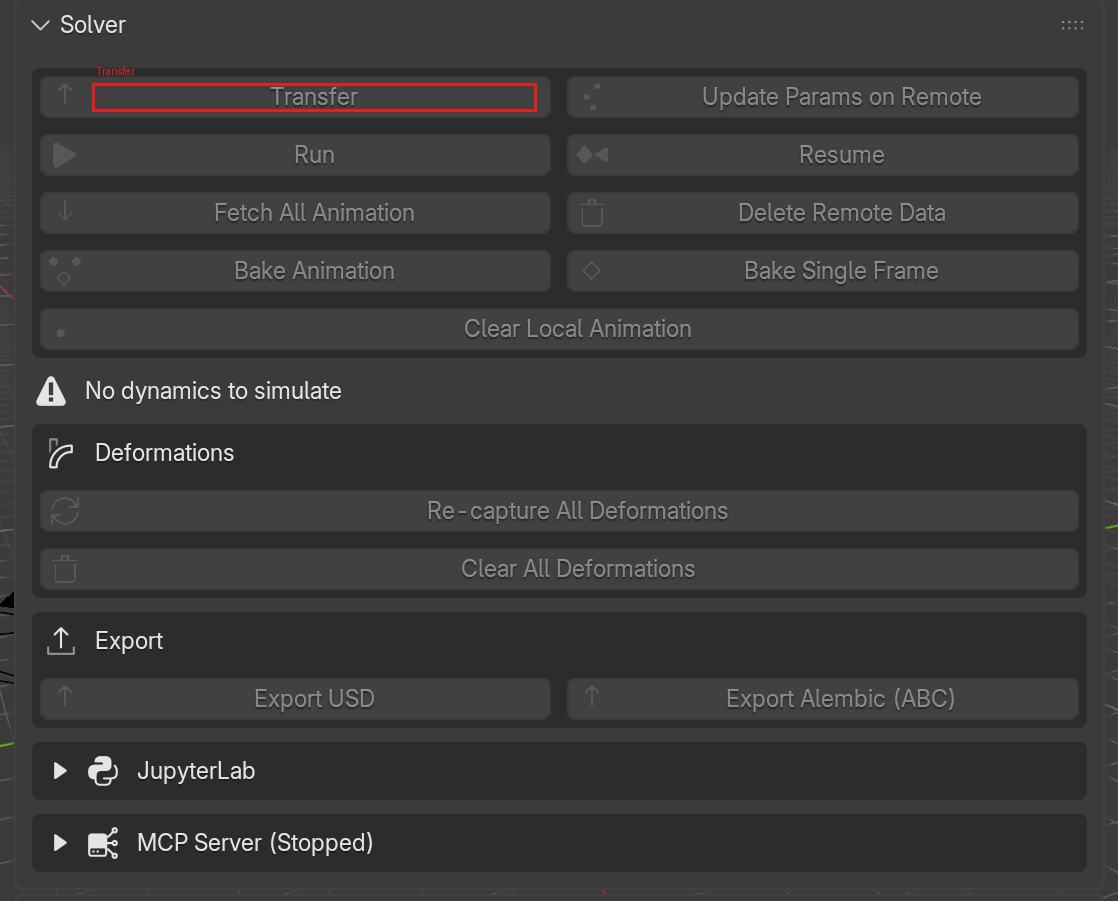 Solver
Transfer
Transfer
Update Params on Remote
Run
Resume
Fetch All Animation
Delete Remote Data
Bake Animation
Bake Single Frame
Clear Local Animation
No dynamics to simulate
Deformations
Re-capture All Deformations
Clear All Deformations
Export
Export USD
Export Alembic (ABC)
JupyterLab
MCP Server (Stopped)